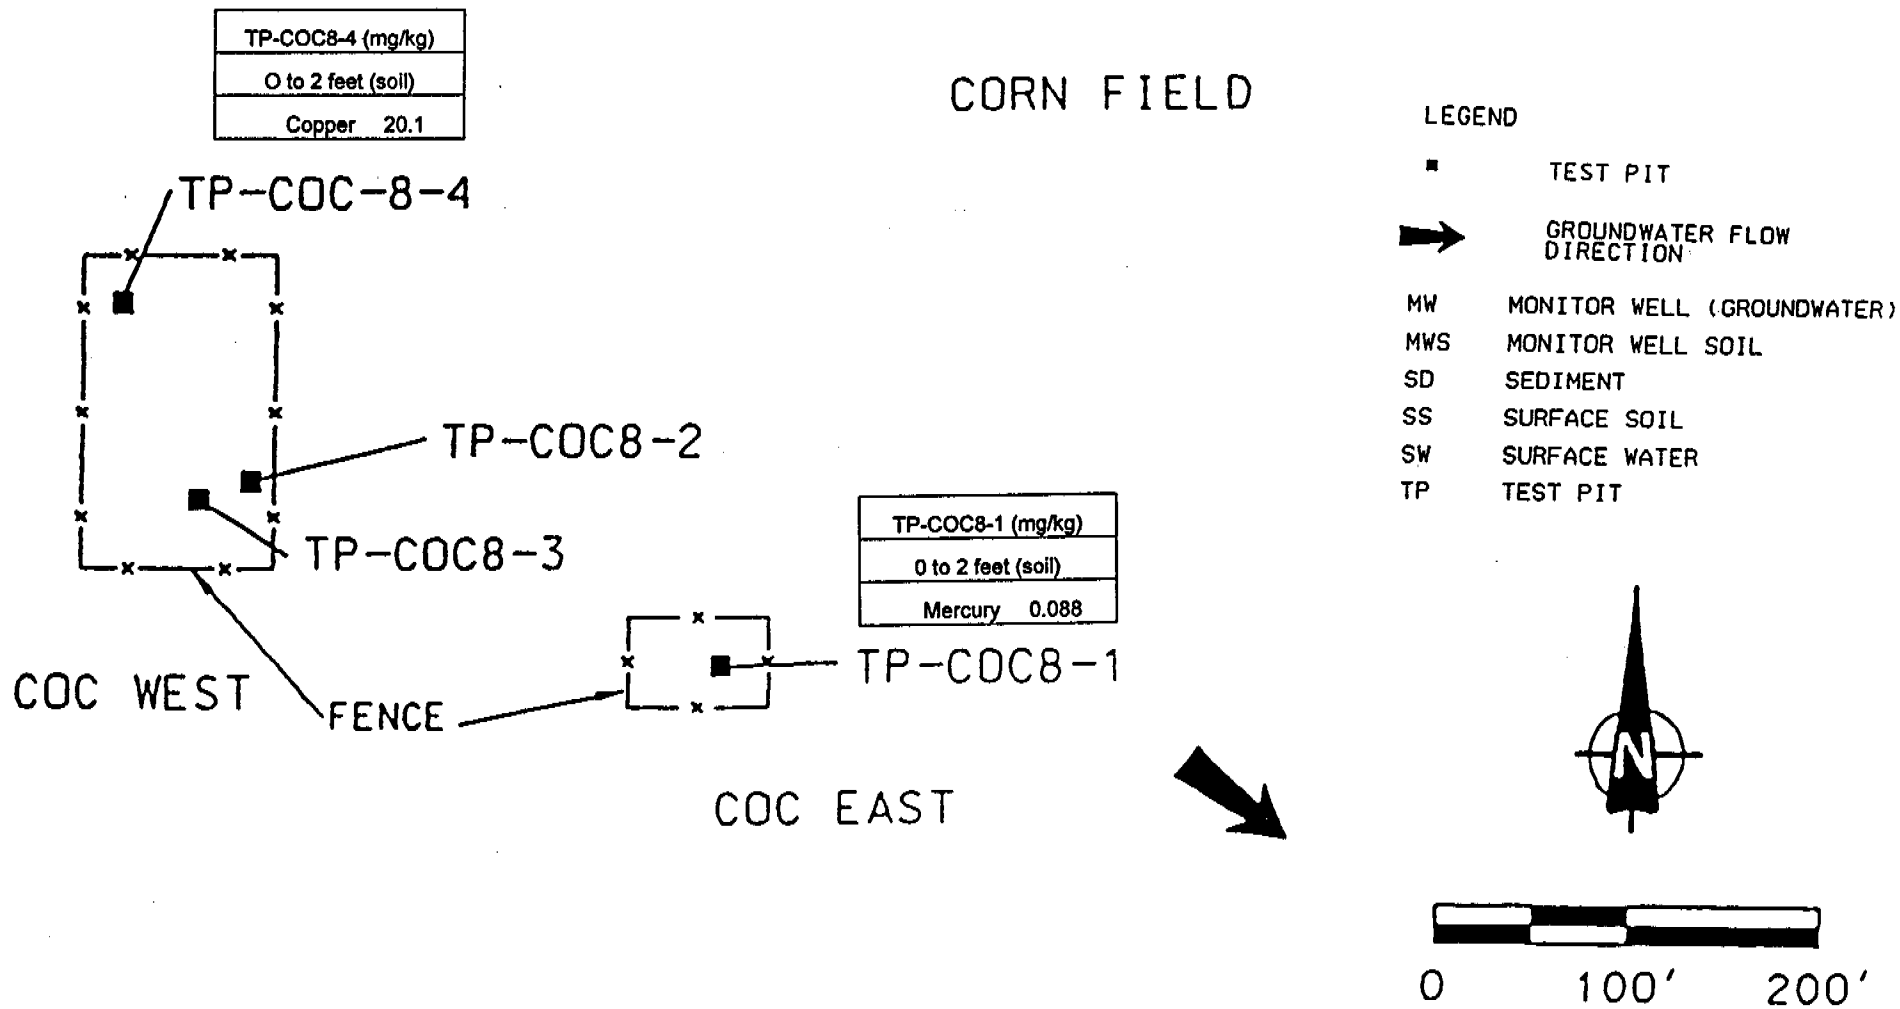 TP-COC8-4 (mg/kg)
O to 2 feet (soil)
Copper 20.1
CORN FIELD
TP-COC-8-4
TP-COC8-2
TP-COC8-3
TP-COC8-1 (mg/kg)
0 to 2 feet (soil)
Mercury 0.088
TP-COC8-1
COC WEST
FENCE
COC EAST
LEGEND
TEST PIT
GROUNDWATER FLOW
DIRECTION
MW MONITOR WELL (GROUNDWATER)
MWS MONITOR WELL SOIL
SD SEDIMENT
SS SURFACE SOIL
SW SURFACE WATER
TP TEST PIT
N
0 100' 200'